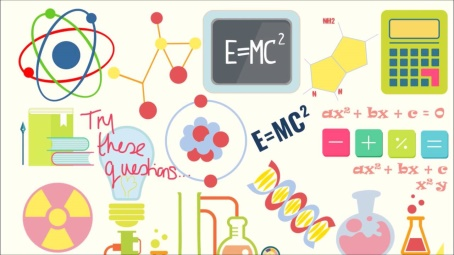 E=MC²
NH2
N
N
Try
these
questions...
E=MC²
ax² + bx + c = 0
− + % −
ax² + bx + c
x² y